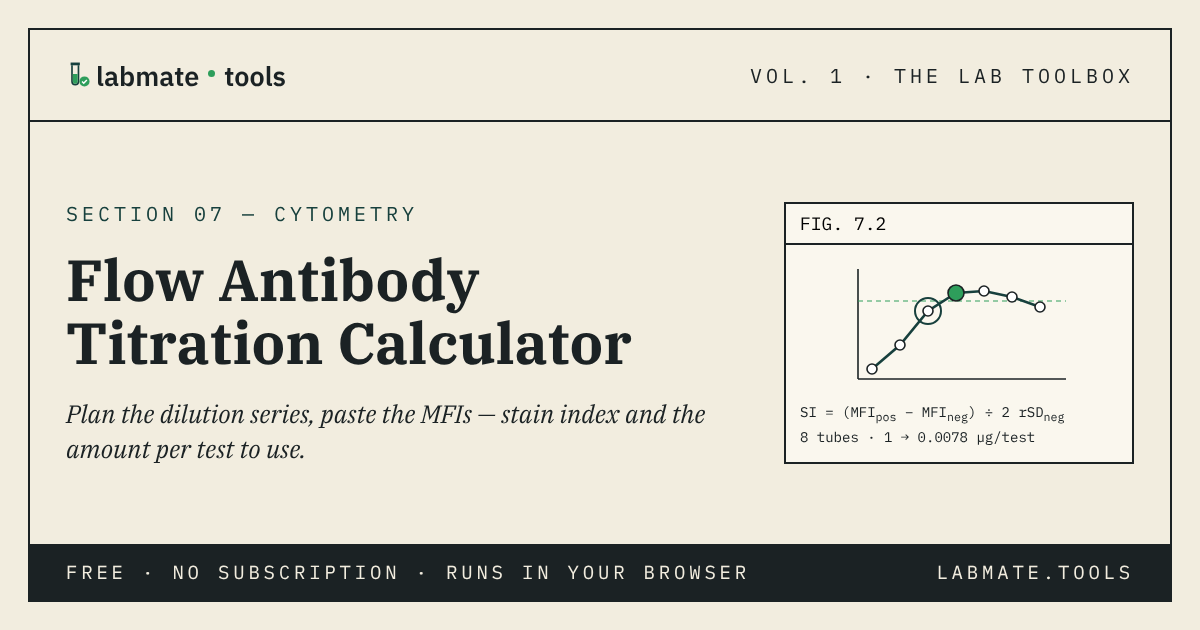 labmate • tools
VOL. 1 · THE LAB TOOLBOX
SECTION 07 — CYTOMETRY
Flow Antibody
Titration Calculator
Plan the dilution series, paste the MFIs — stain index and the
amount per test to use.
FIG. 7.2
SI = (MFIpos − MFIneg) ÷ 2 rSDneg
8 tubes · 1 → 0.0078 µg/test
FREE · NO SUBSCRIPTION · RUNS IN YOUR BROWSER
LABMATE.TOOLS